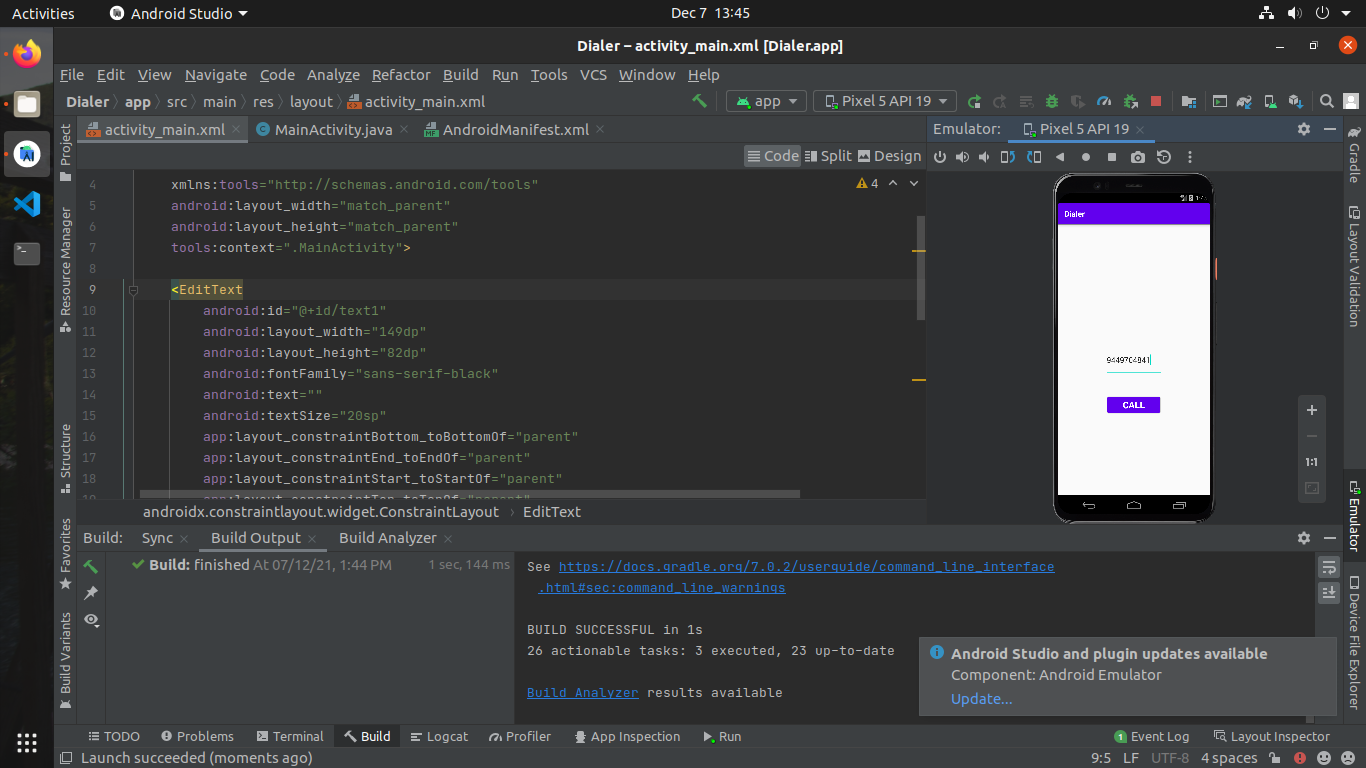 Activities
Android Studio
Dec 7 13:45
Dialer – activity_main.xml [Dialer.app]
File Edit View Navigate Code Analyze Refactor Build Run Tools VCS Window Help
Dialer app src main res layout activity_main.xml
app
Pixel 5 API 19
activity_main.xml
MainActivity.java
AndroidManifest.xml
Emulator: Pixel 5 API 19
Code Split Design
Project
Resource Manager
Structure
Favorites
Build Variants
Gradle
Layout Validation
Emulator
Device File Explorer
4
4 xmlns:tools="http://schemas.android.com/tools"
5 android:layout_width="match_parent"
6 android:layout_height="match_parent"
7 tools:context=".MainActivity">
8
9 <EditText
10 android:id="@+id/text1"
11 android:layout_width="149dp"
12 android:layout_height="82dp"
13 android:fontFamily="sans-serif-black"
14 android:text=""
15 android:textSize="20sp"
16 app:layout_constraintBottom_toBottomOf="parent"
17 app:layout_constraintEnd_toEndOf="parent"
18 app:layout_constraintStart_toStartOf="parent"
19 app:layout_constraintTop_toTopOf="parent"
androidx.constraintlayout.widget.ConstraintLayout › EditText
Dialer
9449704841
CALL
1:1
Build: Sync Build Output Build Analyzer
Build: finished At 07/12/21, 1:44 PM 1 sec, 144 ms
See https://docs.gradle.org/7.0.2/userguide/command_line_interface
.html#sec:command_line_warnings
BUILD SUCCESSFUL in 1s
26 actionable tasks: 3 executed, 23 up-to-date
Build Analyzer results available
Android Studio and plugin updates available
Component: Android Emulator
Update...
TODO Problems Terminal Build Logcat Profiler App Inspection Run
1 Event Log Layout Inspector
Launch succeeded (moments ago)
9:5 LF UTF-8 4 spaces